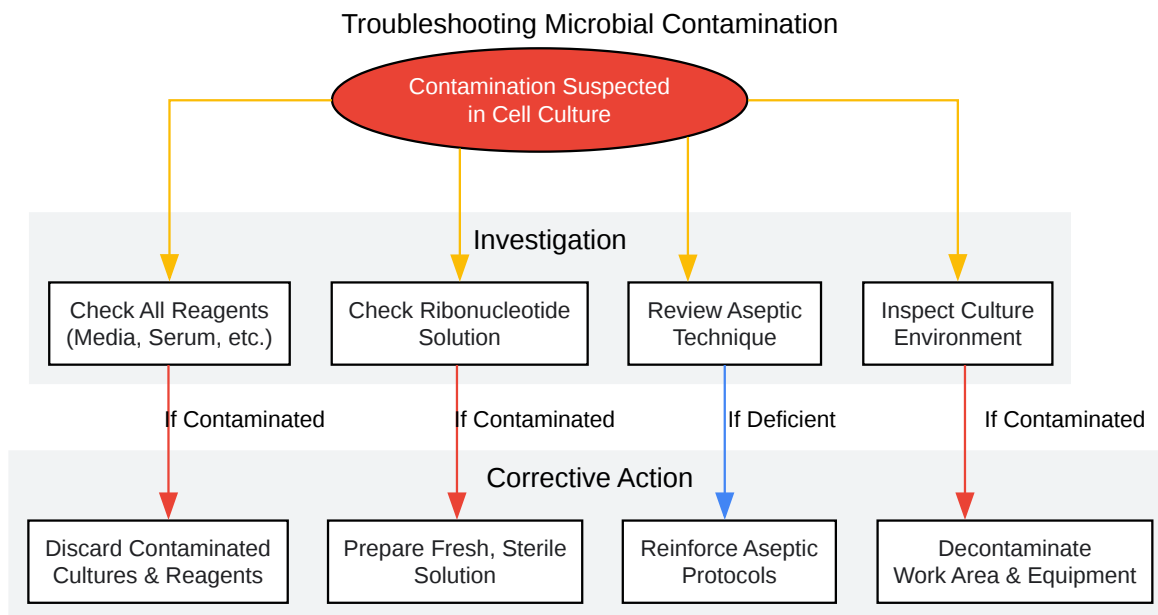 Troubleshooting Microbial Contamination
Contamination Suspected
in Cell Culture
Investigation
Check All Reagents
(Media, Serum, etc.)
Check Ribonucleotide
Solution
Review Aseptic
Technique
Inspect Culture
Environment
If Contaminated
If Contaminated
If Deficient
If Contaminated
Corrective Action
Discard Contaminated
Cultures & Reagents
Prepare Fresh, Sterile
Solution
Reinforce Aseptic
Protocols
Decontaminate
Work Area & Equipment